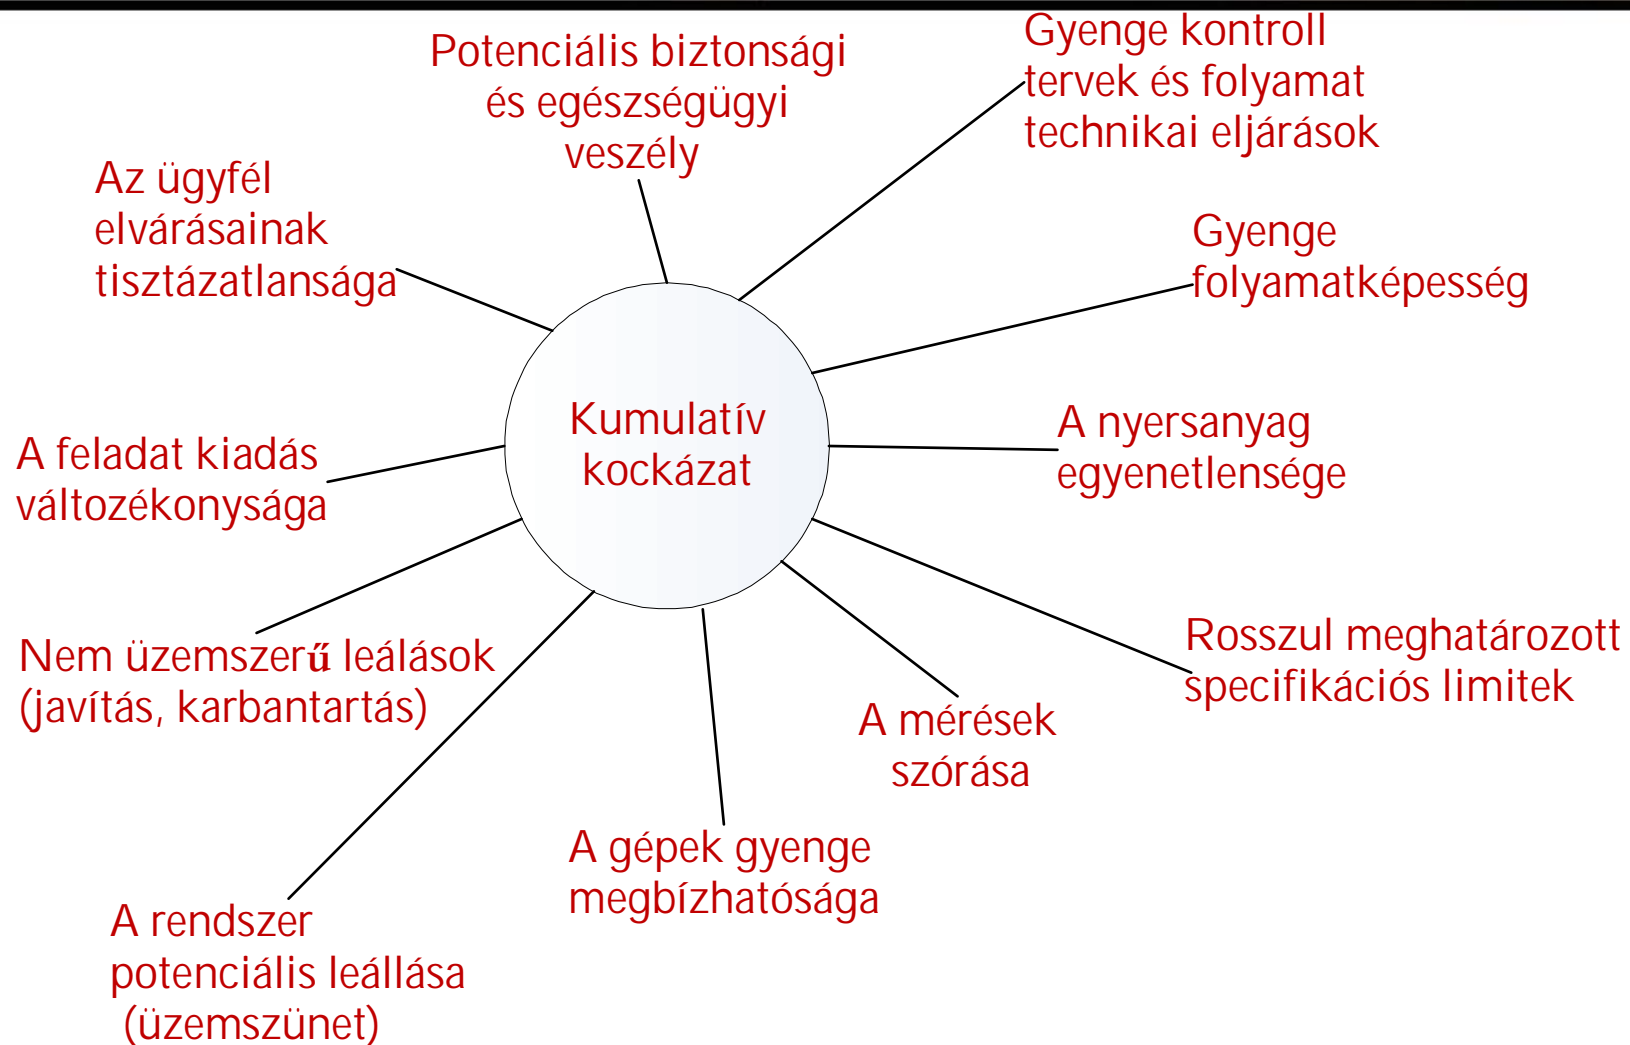 Potenciális biztonsági
és egészségügyi
veszély
Gyenge kontroll
tervek és folyamat
technikai eljárások
Az ügyfél
elvárásainak
tisztázatlansága
Gyenge
folyamatképesség
Kumulatív
kockázat
A nyersanyag
egyenetlensége
A feladat kiadás
változékonysága
Nem üzemszerű leálások
(javítás, karbantartás)
Rosszul meghatározott
specifikációs limitek
A mérések
szórása
A gépek gyenge
megbízhatósága
A rendszer
potenciális leállása
(üzemszünet)